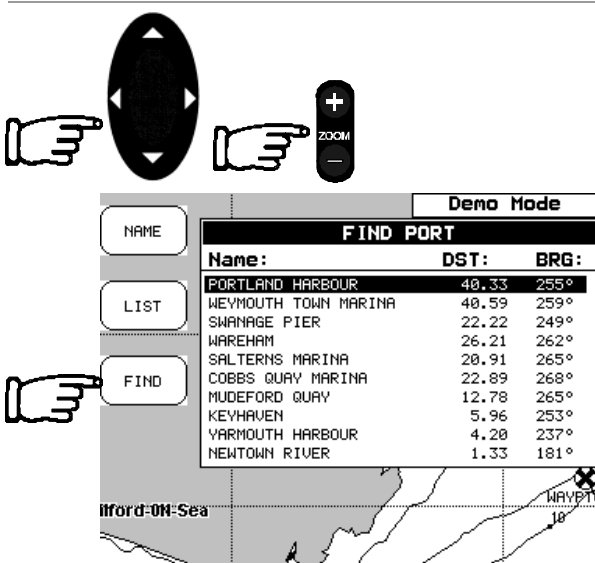 +
ZOOM
−
Demo Mode
NAME
FIND PORT
Name: DST: BRG:
PORTLAND HARBOUR 40.33 255°
WEYMOUTH TOWN MARINA 40.59 259°
LIST
SWANAGE PIER 22.22 249°
WAREHAM 26.21 262°
SALTERNS MARINA 20.91 265°
FIND
COBBS QUAY MARINA 22.89 268°
MUDEFORD QUAY 12.78 265°
KEYHAVEN 5.96 253°
YARMOUTH HARBOUR 4.20 237°
NEWTOWN RIVER 1.33 181°
WAYPT
ilford-ON-Sea
10